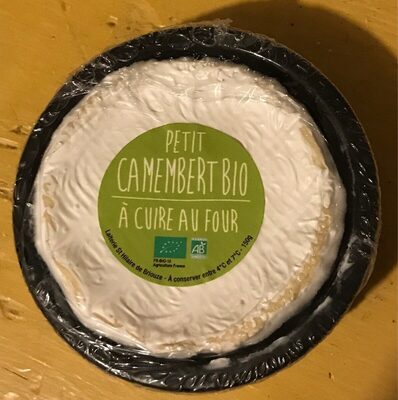 PETIT
CAMEMBERT BIO
À CUIRE AU FOUR
AB
FR-BIO-10
Agriculture France
Laiterie St Hilaire de Briouze - À conserver entre 4°C et 7°C - 150g